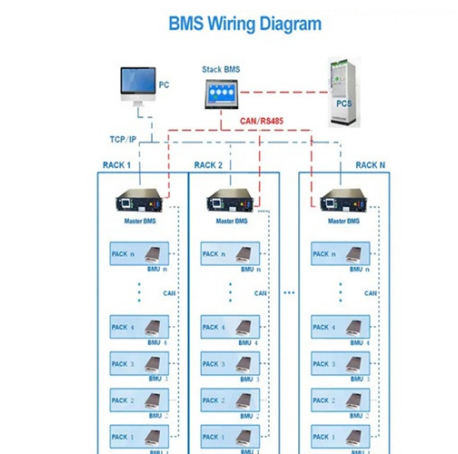 BMS Wiring Diagram
PC
Stack BMS
PCS
CAN/RS485
TCP/IP
RACK 1
RACK 2
RACK N
Master BMS
Master BMS
Master BMS
PACK n
BMU n
PACK n
BMU n
PACK n
BMU n
CAN
CAN
CAN
PACK 4
BMU 4
PACK 4
BMU 4
PACK 4
BMU 4
PACK 3
BMU 3
PACK 3
BMU 3
PACK 3
BMU 3
PACK 2
BMU 2
PACK 2
BMU 2
PACK 2
BMU 2
PACK 1
BMU
PACK 1
BMU
PACK 1
BMU